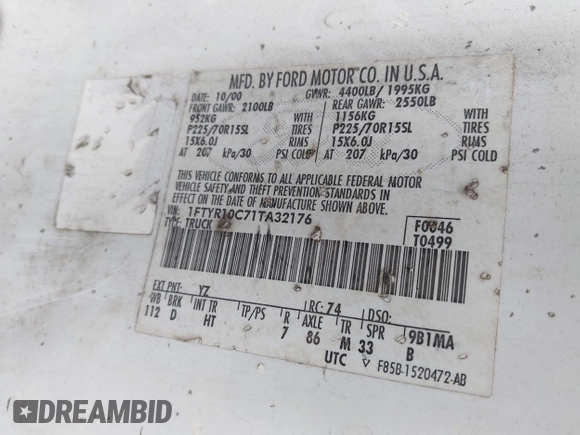 MFD. BY FORD MOTOR CO. IN U.S.A.
DATE: 10/00 GVWR: 4400LB/ 1995KG
FRONT GAWR: 2100LB REAR GAWR: 2550LB
952KG 1156KG
P225/70R15SL TIRES P225/70R15SL TIRES
15X6.0J RIMS 15X6.0J RIMS
AT 207 kPa/30 PSI COLD AT 207 kPa/30 PSI COLD
THIS VEHICLE CONFORMS TO ALL APPLICABLE FEDERAL MOTOR
VEHICLE SAFETY AND THEFT PREVENTION STANDARDS IN
EFFECT ON THE DATE OF MANUFACTURE SHOWN ABOVE.
VIN: 1FTYR10C71TA32176 F0046
TYPE: TRUCK T0499
EXT PNT: YZ RC: 74 DSO:
WB BRK INT TR TP/PS R AXLE TR SPR 9B1MA
112 D HT 7 86 M 33 B
UTC F85B-1520472-AB
DREAMBID